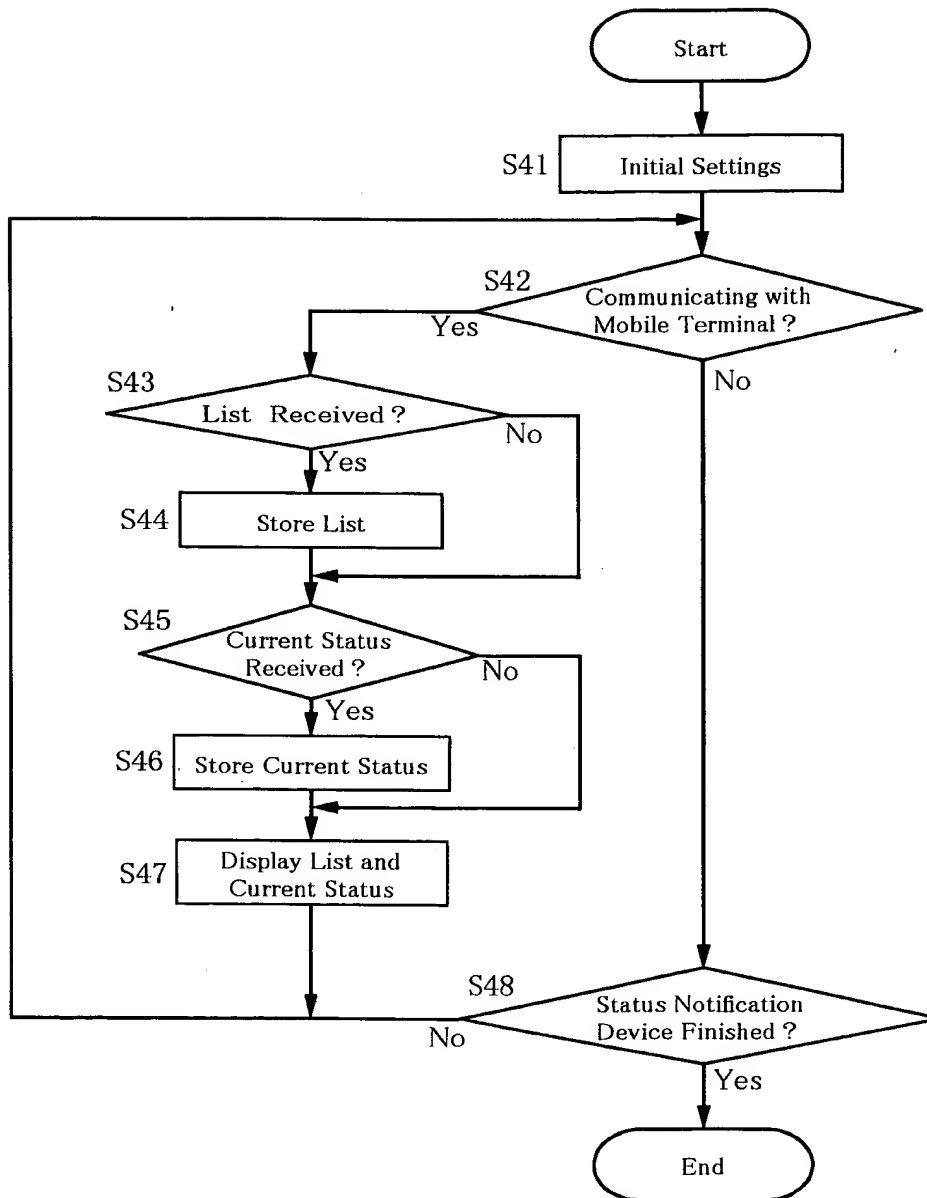 Start
S41
Initial Settings
S42
Communicating with
Mobile Terminal ?
Yes
No
S43
List Received ?
No
Yes
S44
Store List
S45
Current Status
Received ?
No
Yes
S46
Store Current Status
S47
Display List and
Current Status
S48
Status Notification
Device Finished ?
No
Yes
End